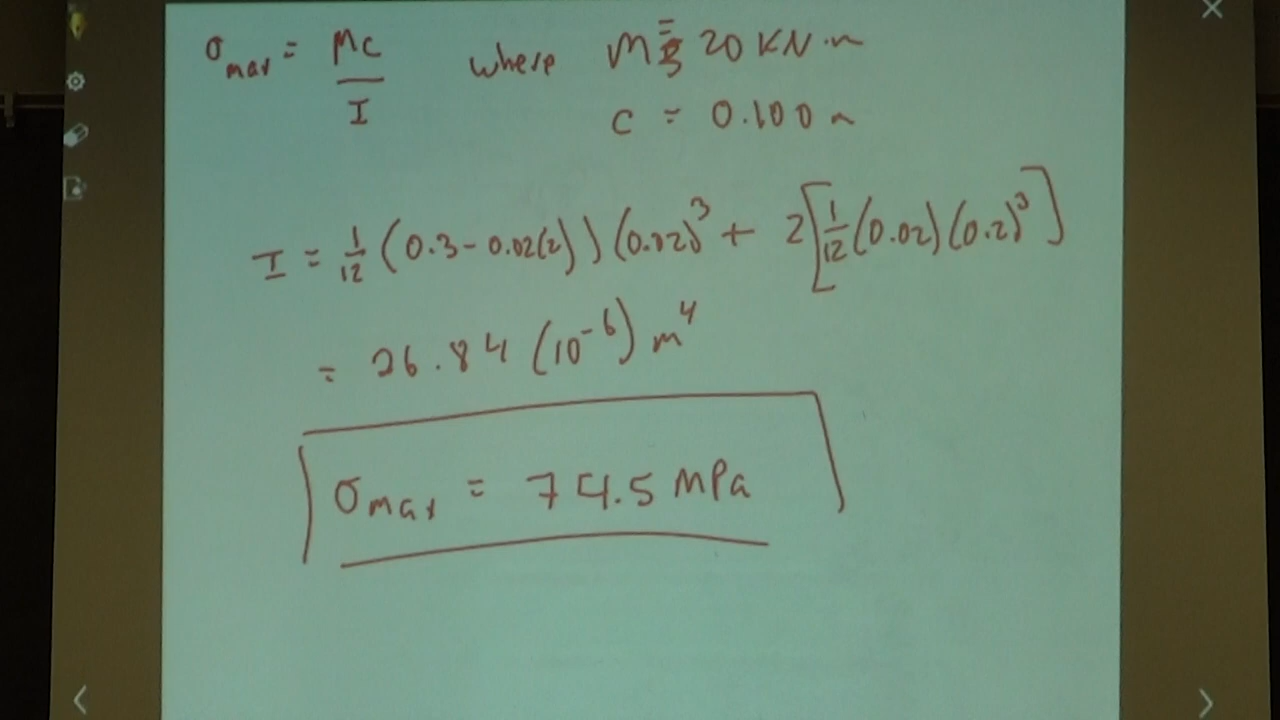 σmax = Mc/I where M = 20 KN·m
c = 0.100 m
I = 1/12 (0.3 - 0.02(2)) (0.02)³ + 2[1/12 (0.02) (0.2)³]
= 26.84 (10⁻⁶) m⁴
σmax = 74.5 MPa